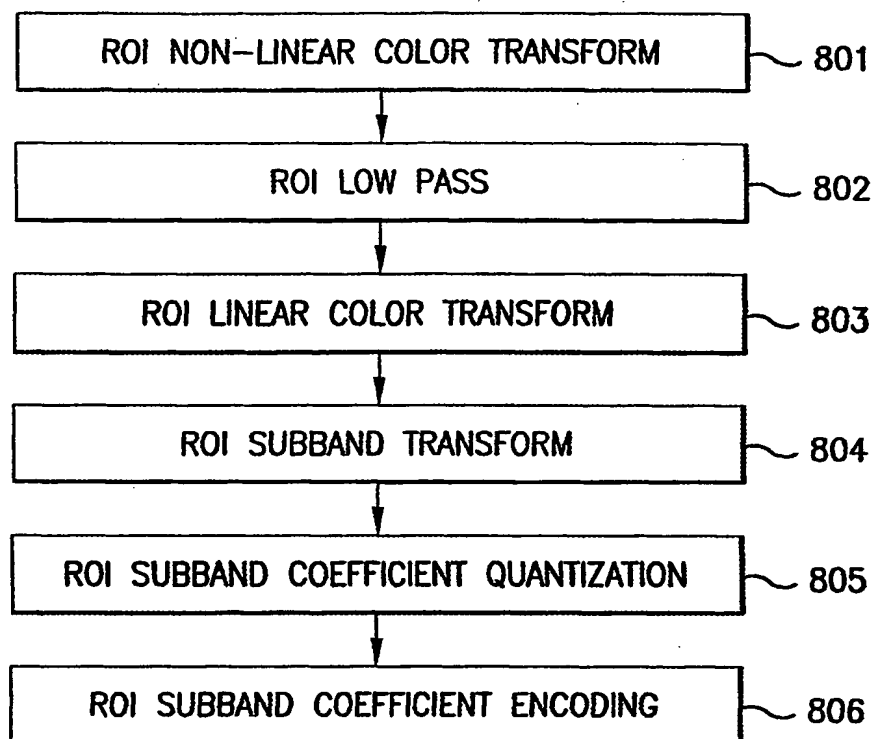 ROI NON-LINEAR COLOR TRANSFORM 801
ROI LOW PASS 802
ROI LINEAR COLOR TRANSFORM 803
ROI SUBBAND TRANSFORM 804
ROI SUBBAND COEFFICIENT QUANTIZATION 805
ROI SUBBAND COEFFICIENT ENCODING 806